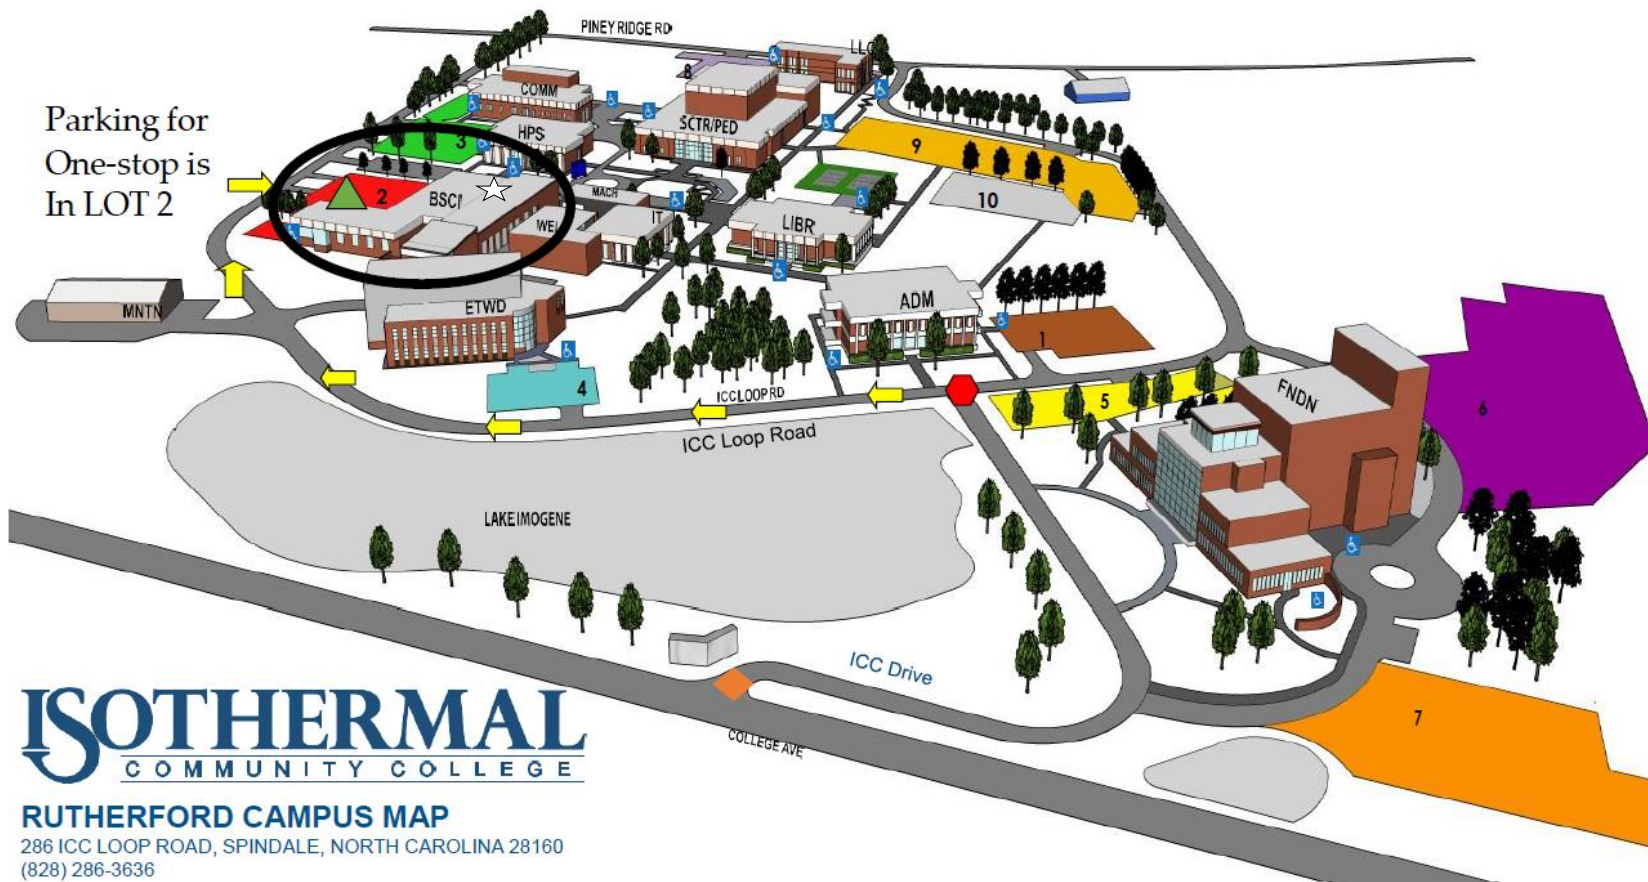 PINEY RIDGE RD
LLC
8
COMM
Parking for
One-stop is
In LOT 2
3
HPS
SCTR/PED
9
2
BSCI
MACH
10
WEL
IT
LIBR
MNTN
ETWD
ADM
1
4
ICC LOOP RD
5
FNDN
6
ICC Loop Road
LAKE IMOGENE
ICC Drive
7
COLLEGE AVE
ISOTHERMAL
COMMUNITY COLLEGE
RUTHERFORD CAMPUS MAP
286 ICC LOOP ROAD, SPINDALE, NORTH CAROLINA 28160
(828) 286-3636